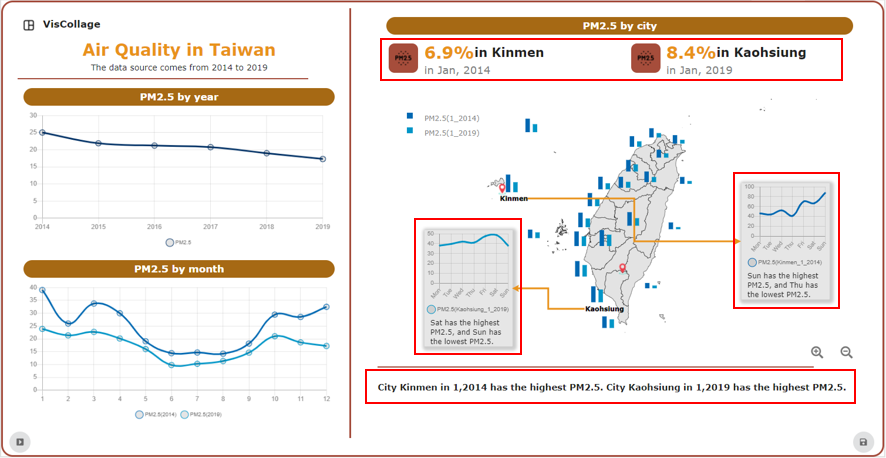 VisCollage
Air Quality in Taiwan
The data source comes from 2014 to 2019
PM2.5 by year
30
25
20
15
10
5
0
2014 2015 2016 2017 2018 2019
PM2.5
PM2.5 by month
40
35
30
25
20
15
10
5
0
1 2 3 4 5 6 7 8 9 10 11 12
PM2.5(2014) PM2.5(2019)
PM2.5 by city
PM2.5
6.9% in Kinmen
in Jan, 2014
PM2.5
8.4% in Kaohsiung
in Jan, 2019
PM2.5(1_2014)
PM2.5(1_2019)
Kinmen
Kaohsiung
50
40
30
20
10
0
Mon Tue Wed Thu Fri Sat Sun
PM2.5(Kaohsiung_1_2019)
Sat has the highest
PM2.5, and Sun has
the lowest PM2.5.
100
80
60
40
20
0
Mon Tue Wed Thu Fri Sat Sun
PM2.5(Kinmen_1_2014)
Sun has the highest
PM2.5, and Thu has
the lowest PM2.5.
City Kinmen in 1,2014 has the highest PM2.5. City Kaohsiung in 1,2019 has the highest PM2.5.